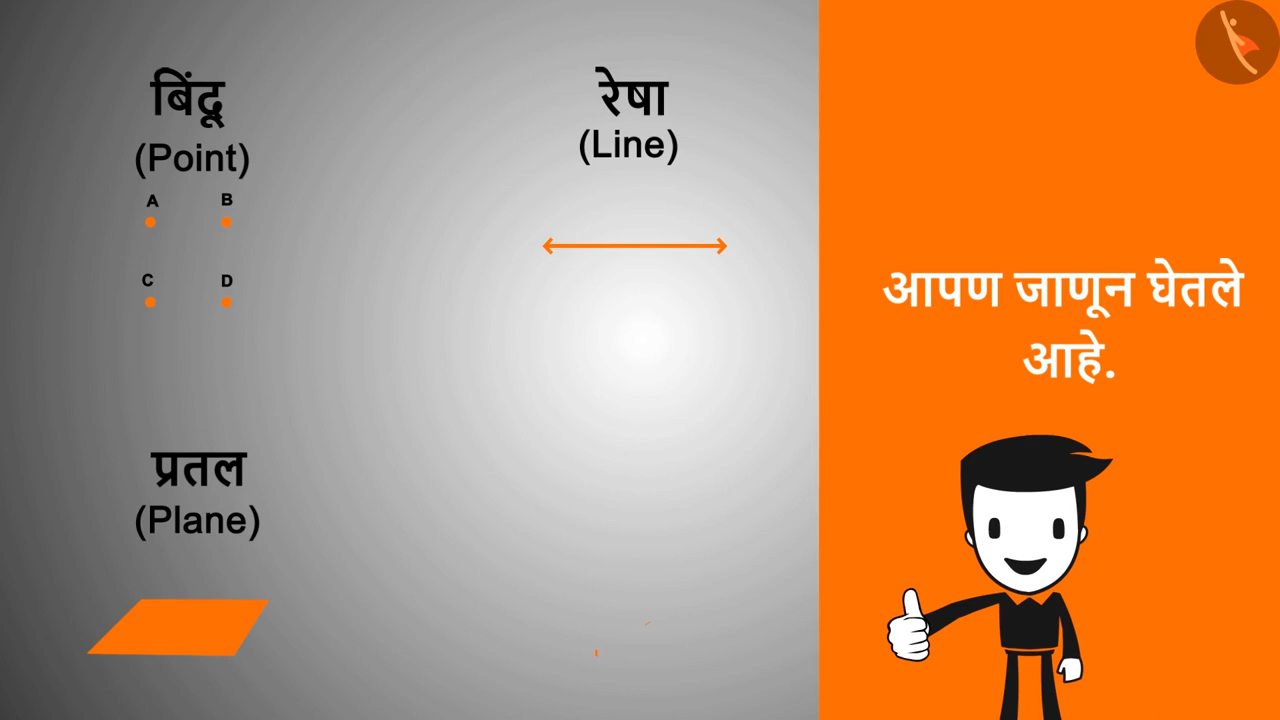 बिंदू
(Point)
A B
C D
रेषा
(Line)
प्रतल
(Plane)
आपण जाणून घेतले
आहे.